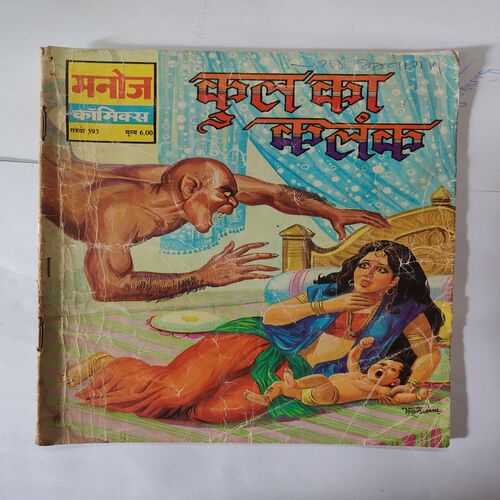 मनोज
कॉमिक्स
संख्या 593 मूल्य 6.00
कुल का
कलंक